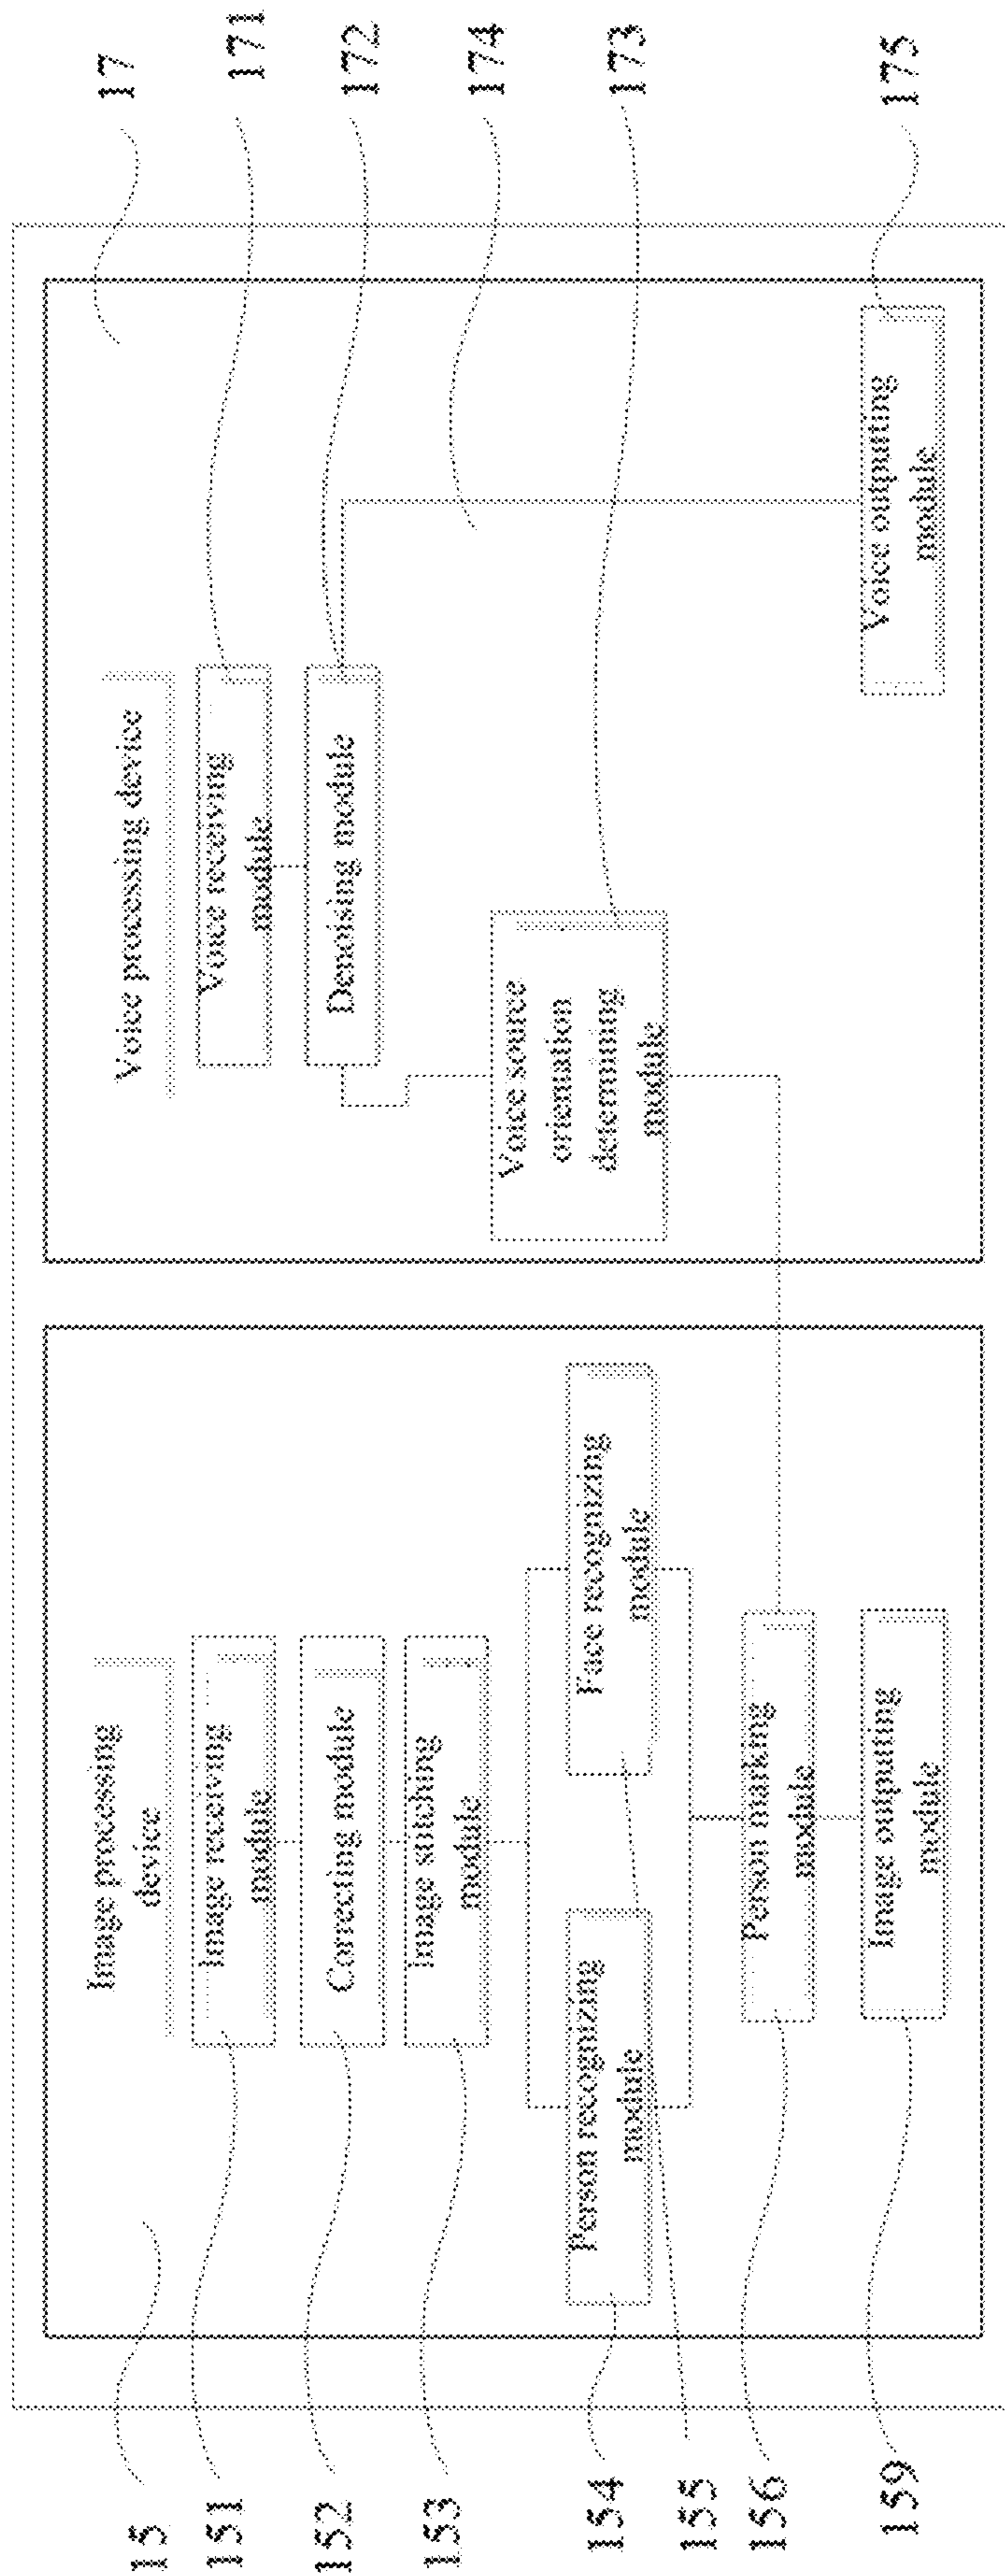 15
151
152
153
154
155
156
159
Image processing
device
Image receiving
module
Correcting module
Image stitching
module
Person recognizing
module
Face recognizing
module
Person marking
module
Image outputing
module
Voice processing device
Voice receiving
module
Denoising module
Voice source
orientation
determining
module
Voice outputing
module
17
171
172
174
173
175